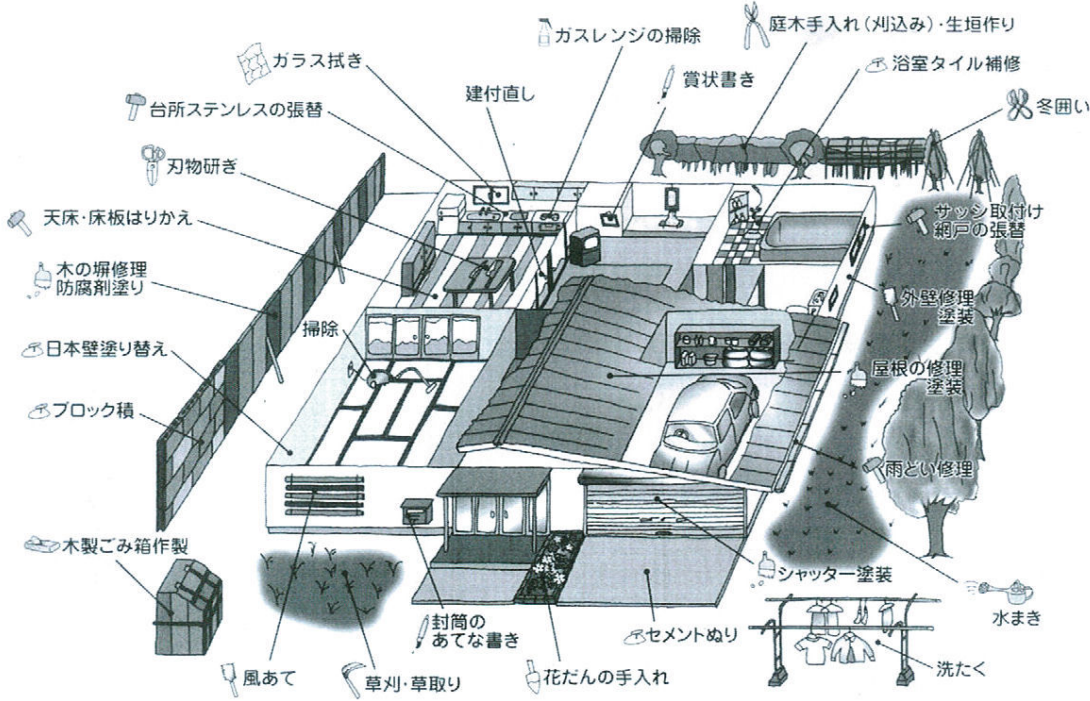 ガスレンジの掃除
庭木手入れ(刈込み)・生垣作り
ガラス拭き
建付直し
賞状書き
浴室タイル補修
台所ステンレスの張替
冬囲い
刃物研ぎ
天床・床板はりかえ
サッシ取付け
網戸の張替
木の塀修理
防腐剤塗り
外壁修理
塗装
掃除
日本壁塗り替え
屋根の修理
塗装
ブロック積
雨どい修理
木製ごみ箱作製
シャッター塗装
水まき
封筒の
あてな書き
セメントぬり
洗たく
風あて
草刈・草取り
花だんの手入れ